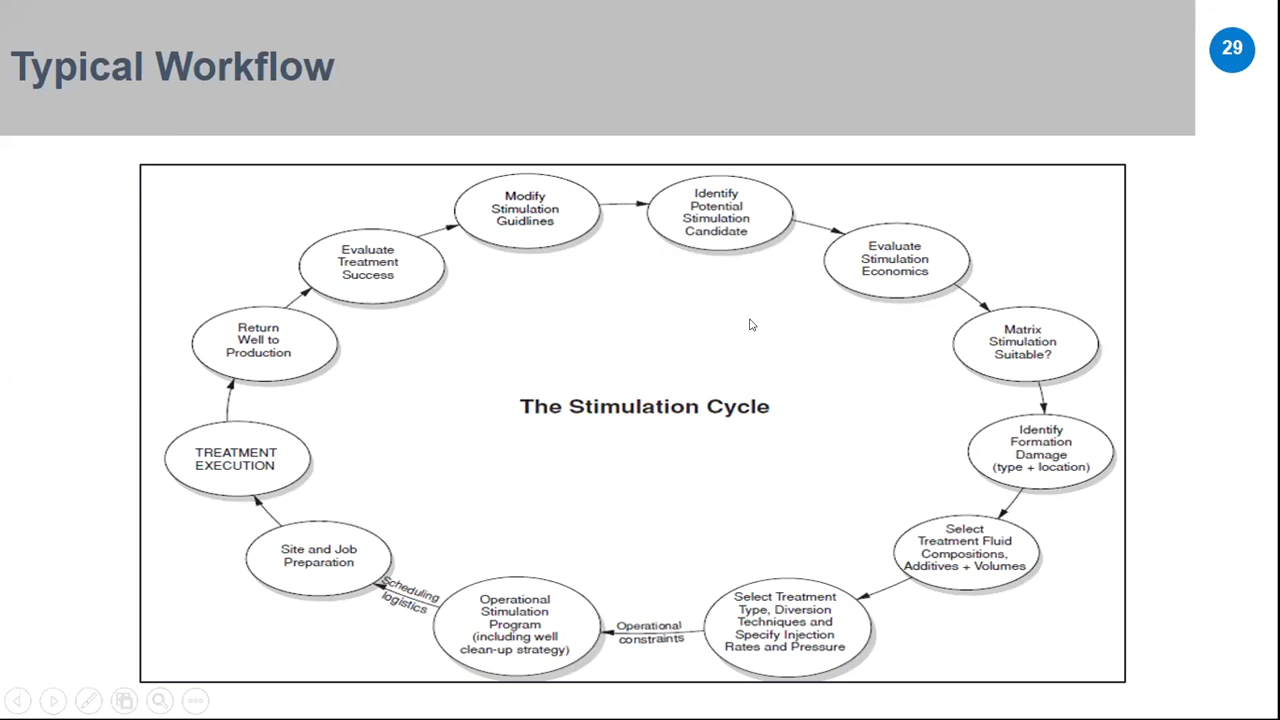 Typical Workflow
29
Modify
Stimulation
Guidlines
Identify
Potential
Stimulation
Candidate
Evaluate
Stimulation
Economics
Matrix
Stimulation
Suitable?
Identify
Formation
Damage
(type + location)
Select
Treatment Fluid
Compositions,
Additives + Volumes
Select Treatment
Type, Diversion
Techniques and
Specify Injection
Rates and Pressure
Operational
constraints
Operational
Stimulation
Program
(including well
clean-up strategy)
Scheduling
logistics
Site and Job
Preparation
TREATMENT
EXECUTION
Return
Well to
Production
Evaluate
Treatment
Success
The Stimulation Cycle